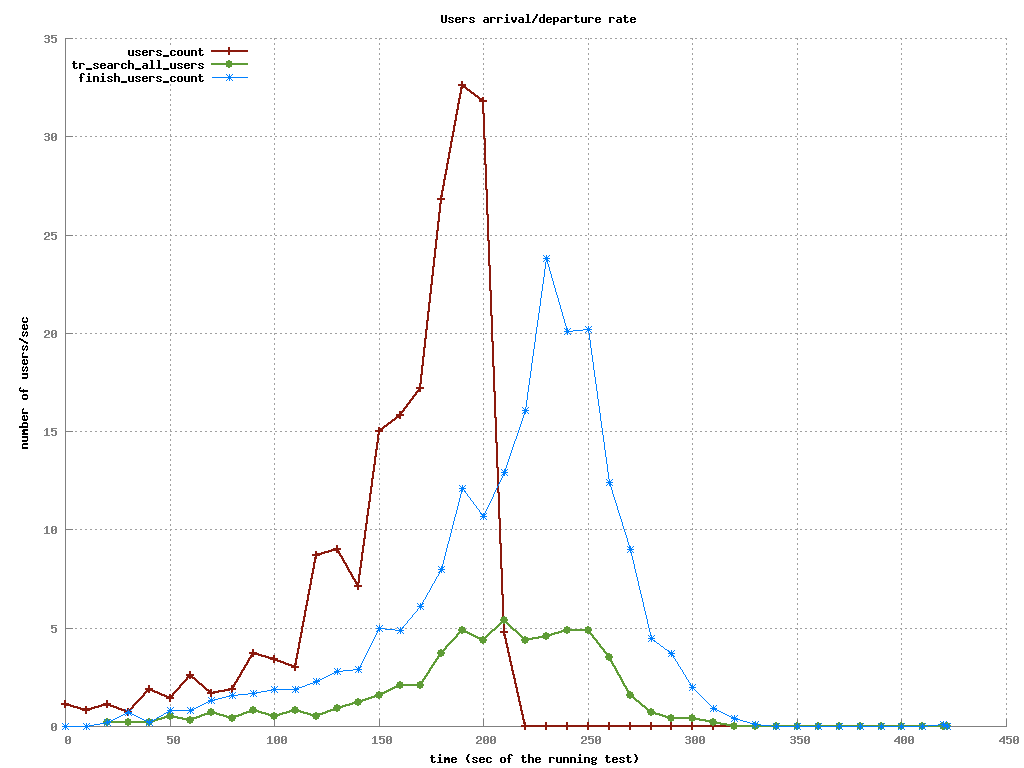 Users arrival/departure rate
35
users_count
tr_search_all_users
finish_users_count
30
25
20
number of users/sec
15
10
5
0
0 50 100 150 200 250 300 350 400 450
time (sec of the running test)